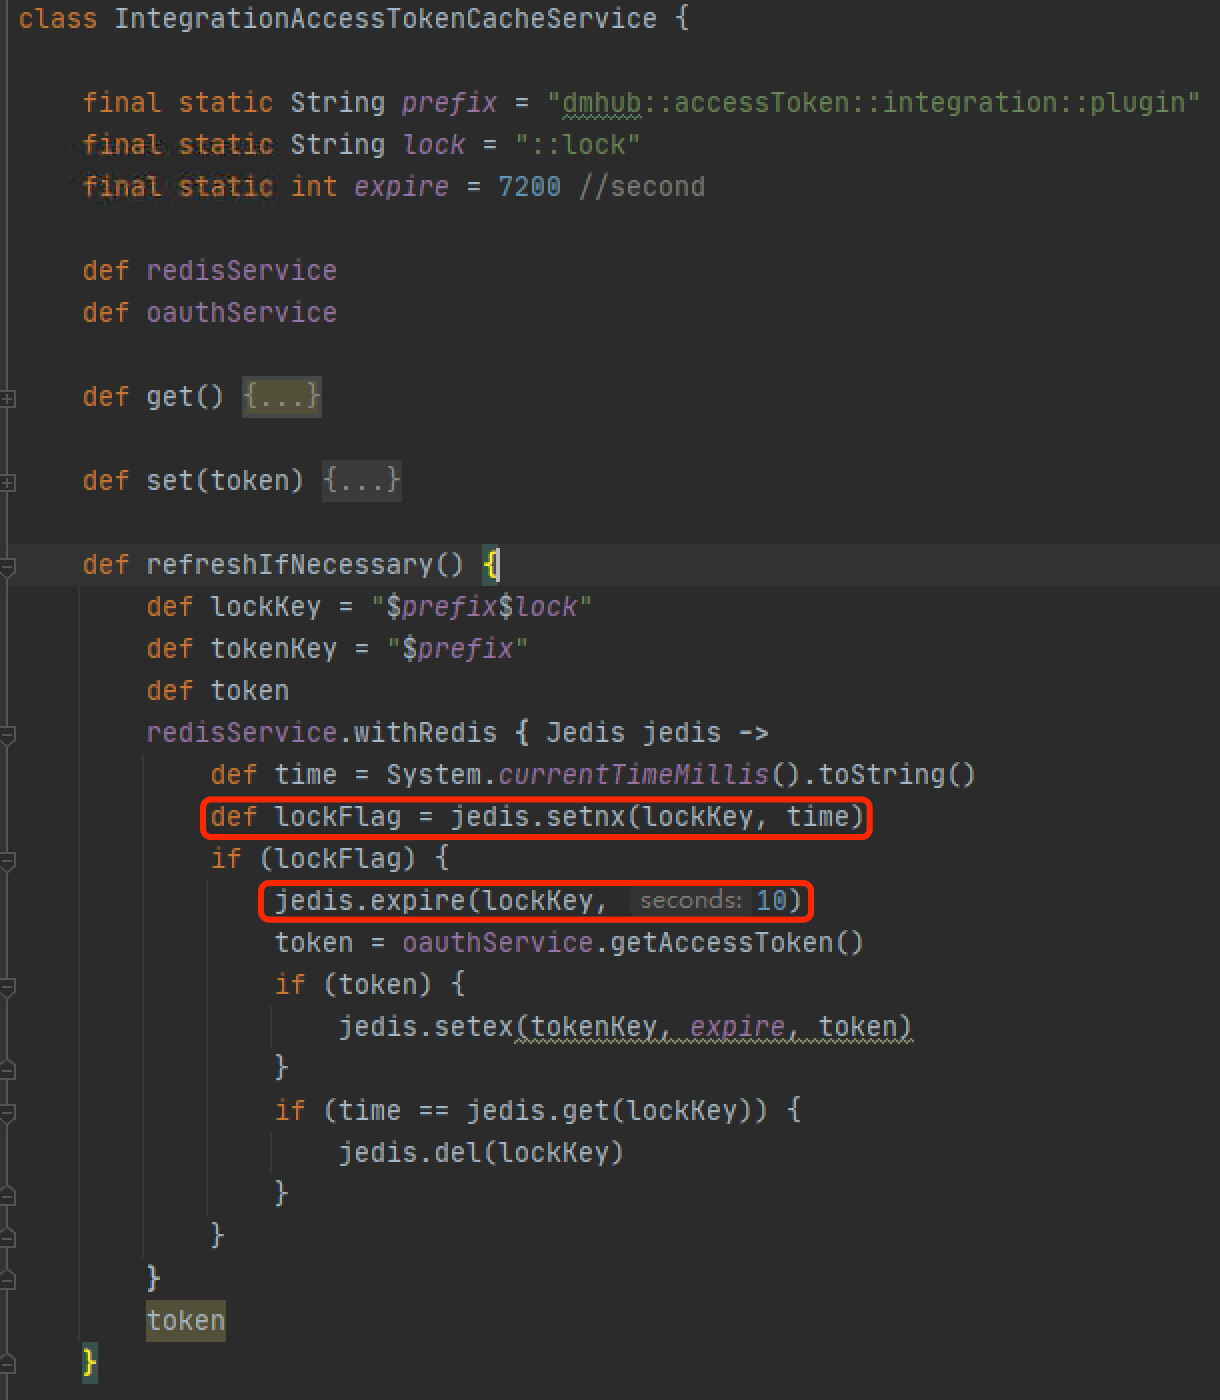 class IntegrationAccessTokenCacheService {
final static String prefix = "dmhub::accessToken::integration::plugin"
final static String lock = "::lock"
final static int expire = 7200 //second
def redisService
def oauthService
def get() {...}
def set(token) {...}
def refreshIfNecessary() {
def lockKey = "$prefix$lock"
def tokenKey = "$prefix"
def token
redisService.withRedis { Jedis jedis ->
def time = System.currentTimeMillis().toString()
def lockFlag = jedis.setnx(lockKey, time)
if (lockFlag) {
jedis.expire(lockKey, seconds: 10)
token = oauthService.getAccessToken()
if (token) {
jedis.setex(tokenKey, expire, token)
}
if (time == jedis.get(lockKey)) {
jedis.del(lockKey)
}
}
}
token
}